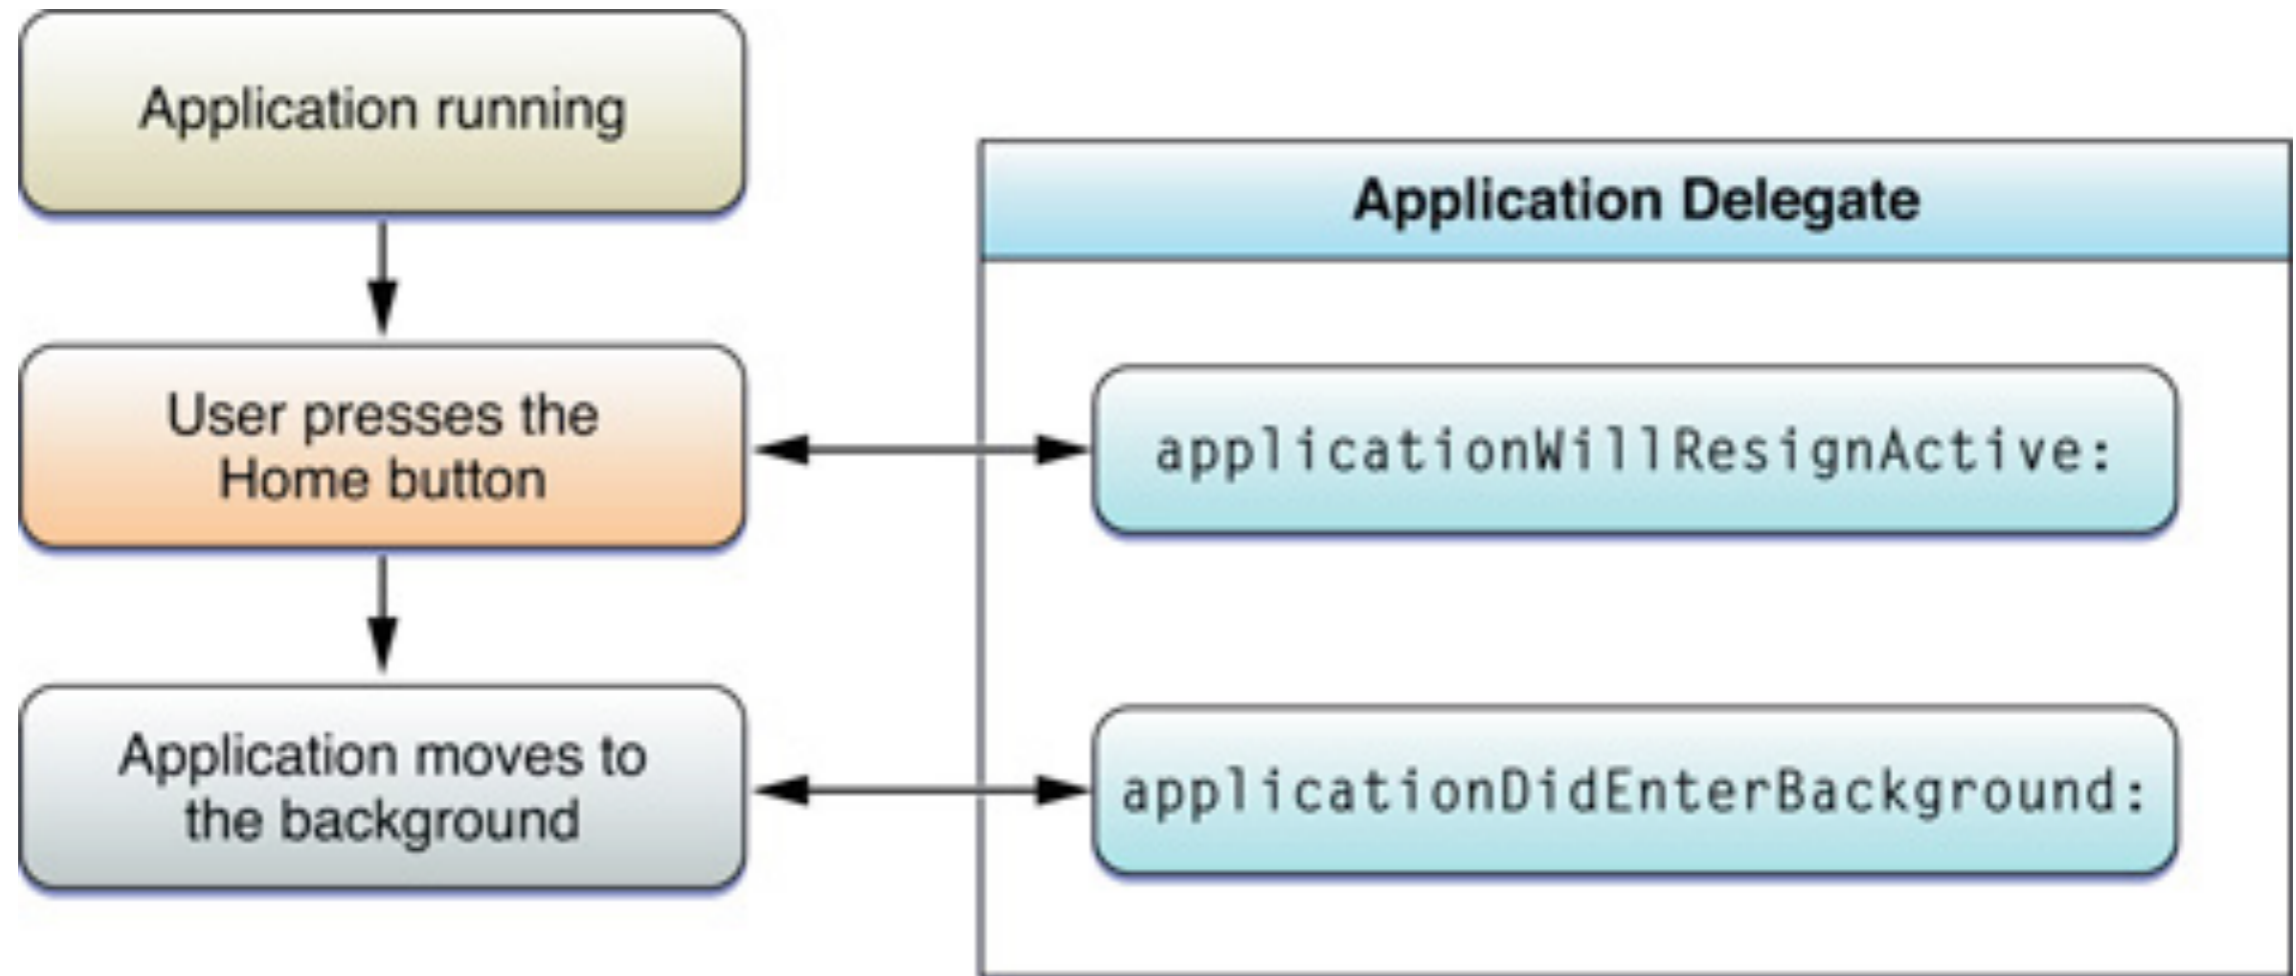 Application running
Application Delegate
User presses the
Home button
applicationWillResignActive:
Application moves to
the background
applicationDidEnterBackground: